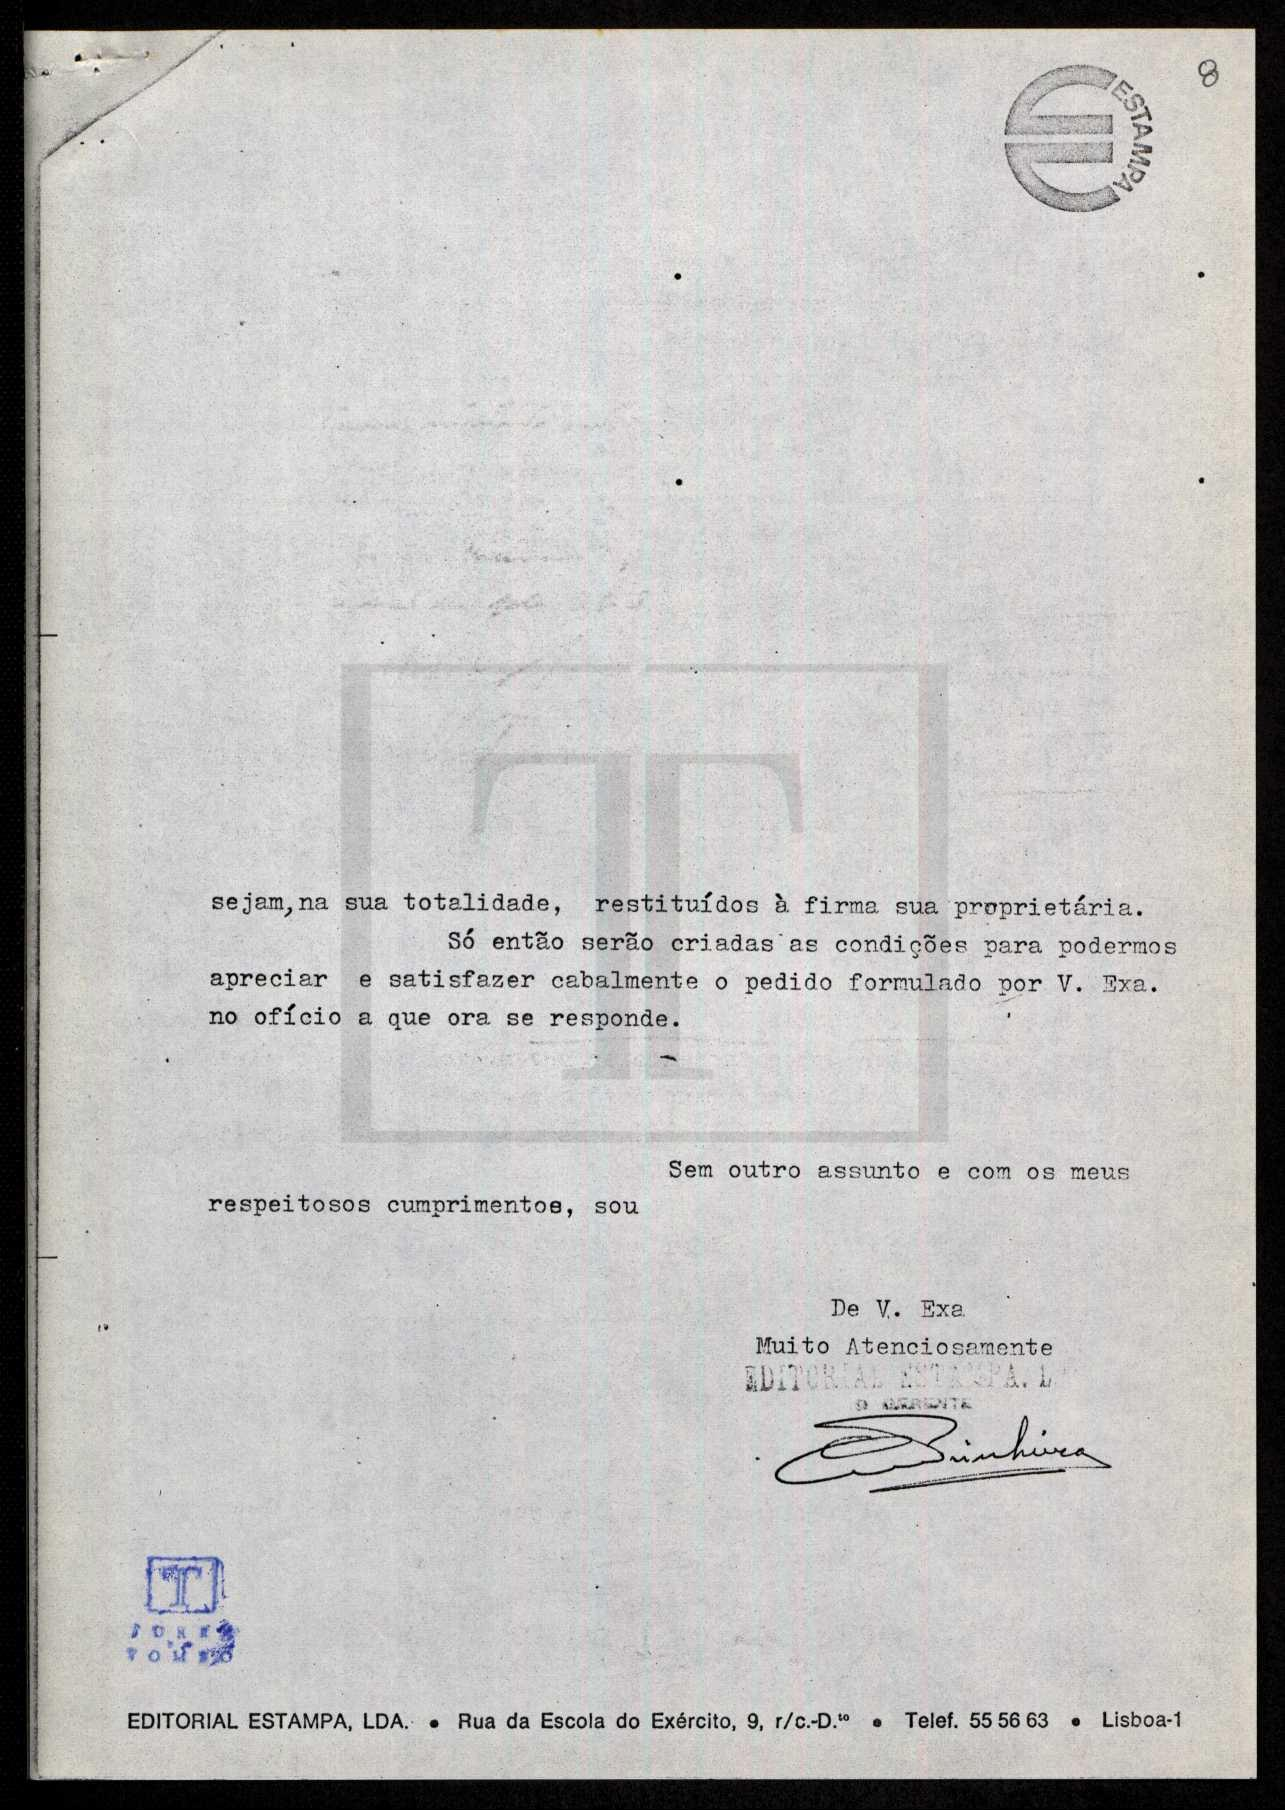 8
ESTAMPA
sejam, na sua totalidade, restituídos à firma sua proprietária.
Só então serão criadas as condições para podermos
apreciar e satisfazer cabalmente o pedido formulado por V. Exa.
no ofício a que ora se responde.
Sem outro assunto e com os meus
respeitosos cumprimentos, sou
De V. Exa
Muito Atenciosamente
EDITORIAL ESTAMPA, L
O GERENTE
T
TORRE
TOMBO
EDITORIAL ESTAMPA, LDA. • Rua da Escola do Exército, 9, r/c.-D.to • Telef. 55 56 63 • Lisboa-1